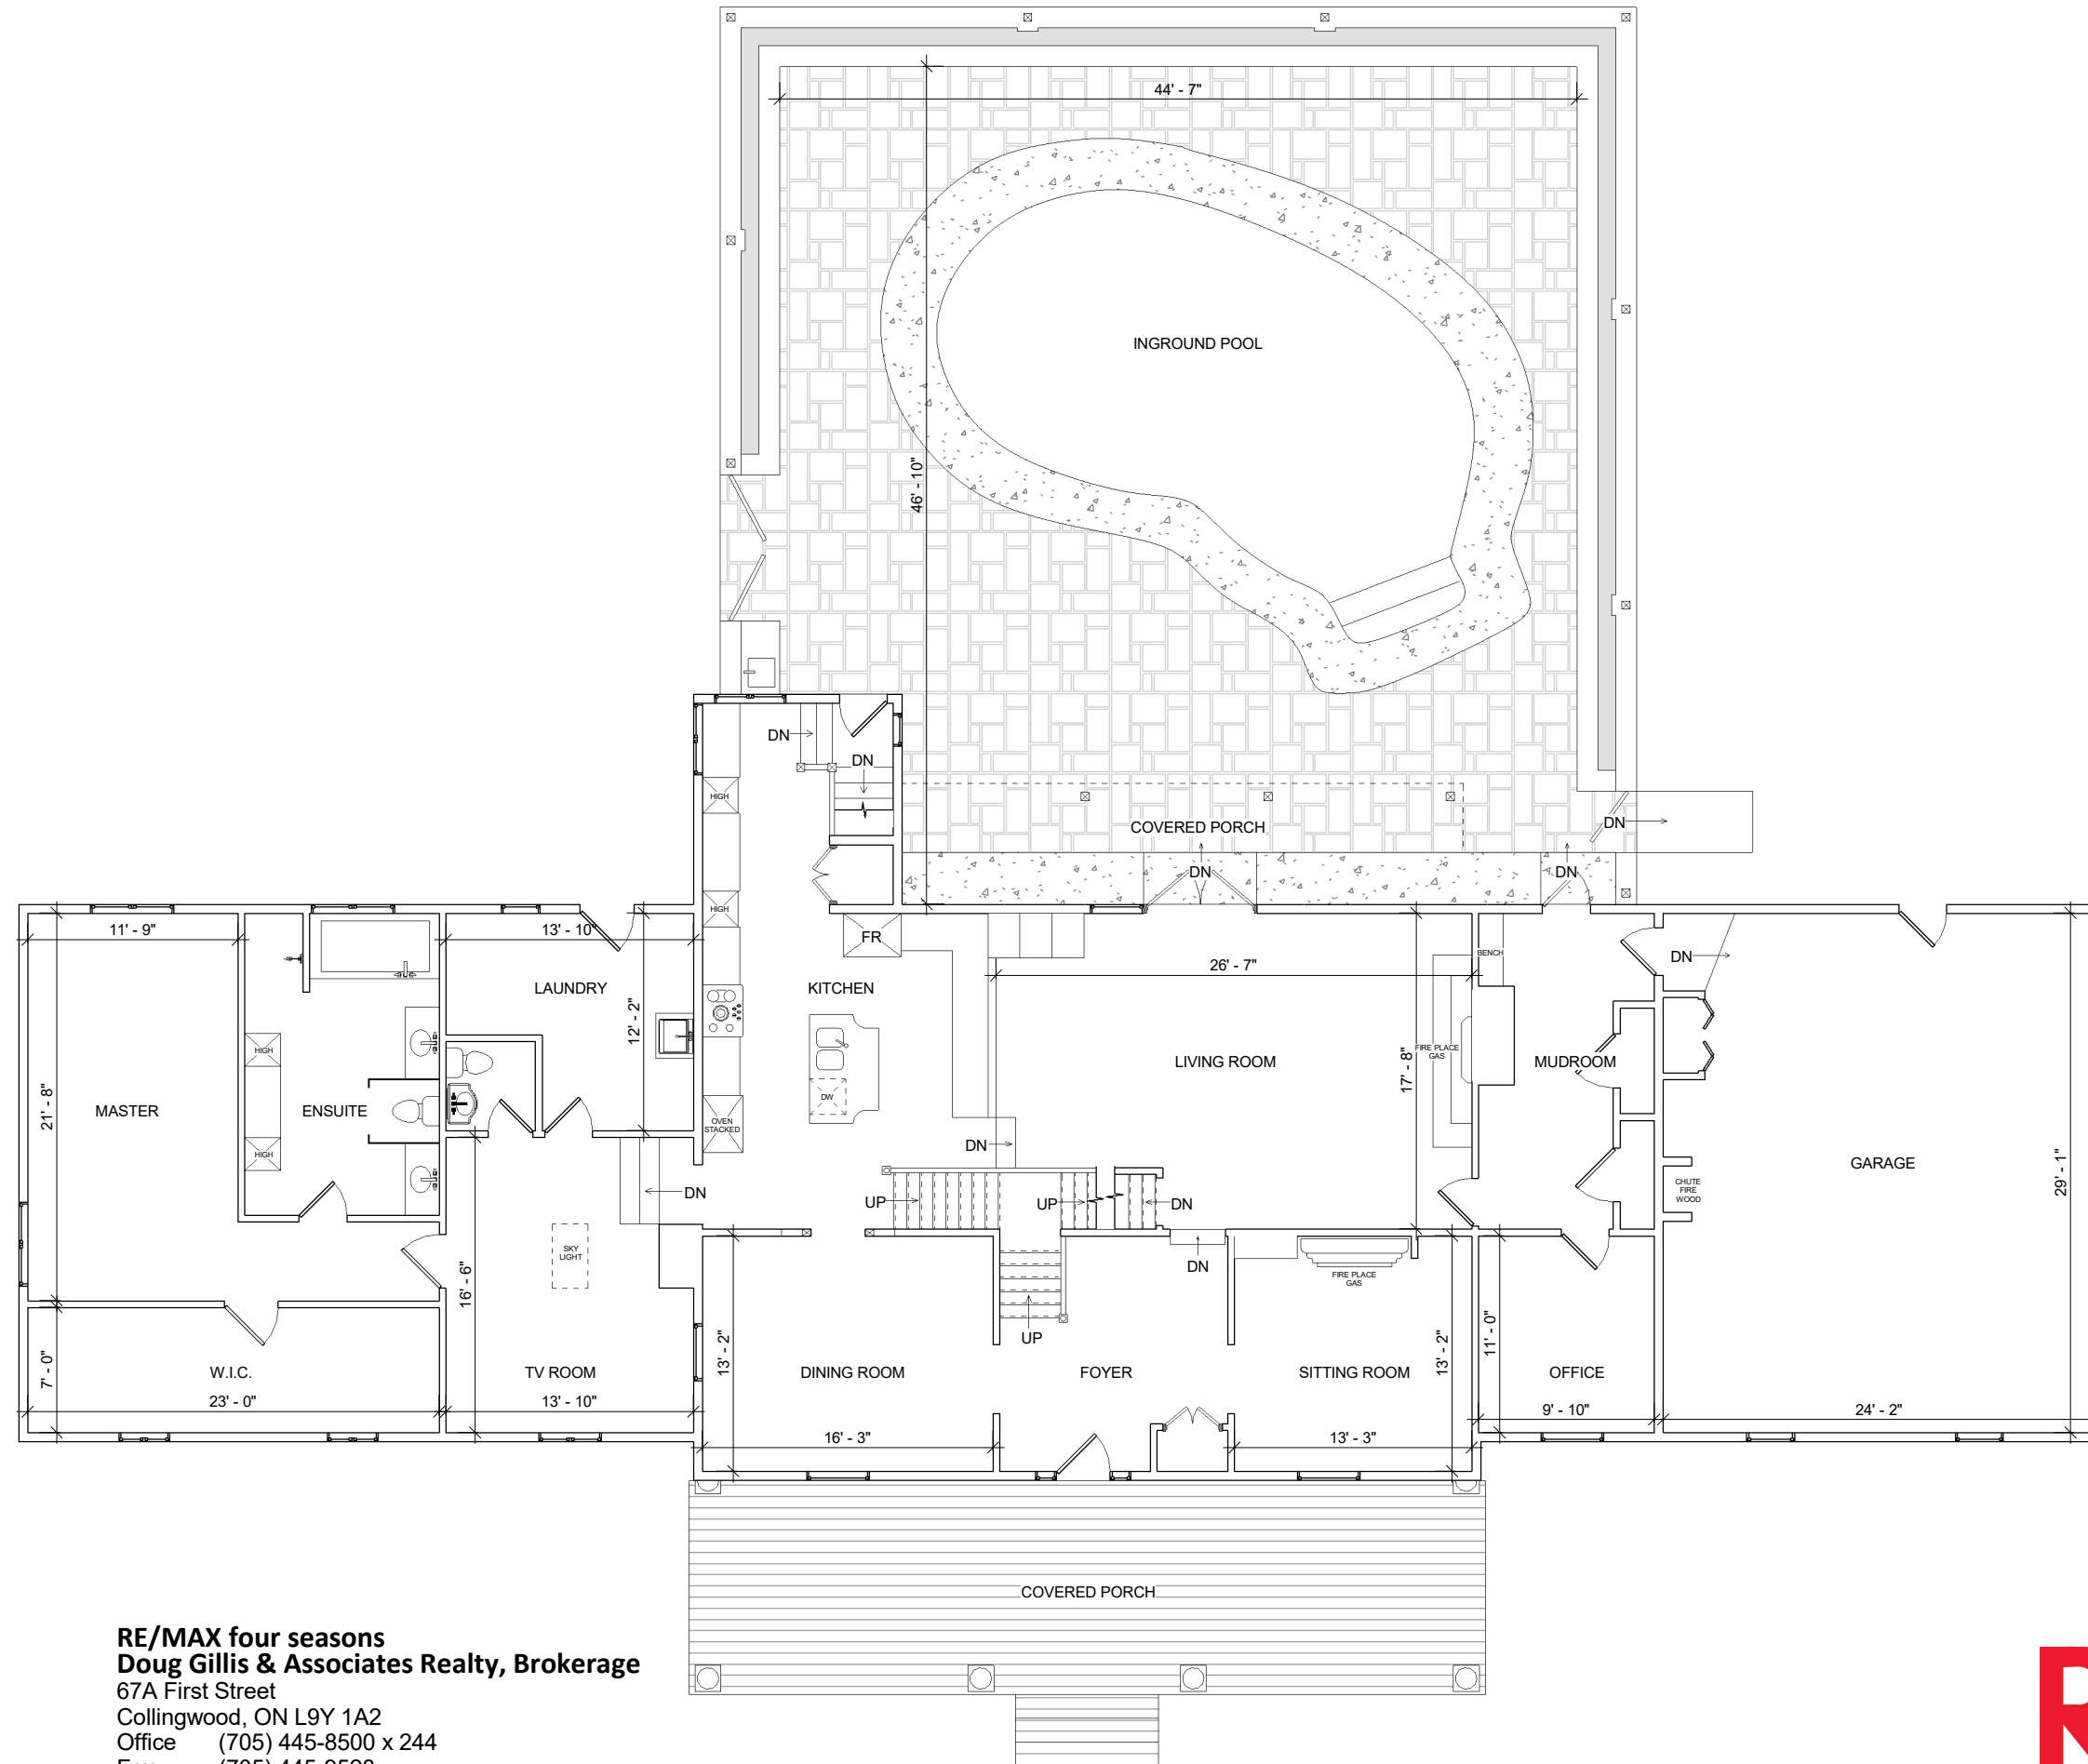 44' - 7"
INGROUND POOL
46' - 10"
DN
DN
HIGH
COVERED PORCH
DN
DN
DN
HIGH
FR
11' - 9"
13' - 10"
26' - 7"
BENCH
DN
LAUNDRY
KITCHEN
12' - 2"
LIVING ROOM
17' - 8"
FIRE PLACE
GAS
MUDROOM
HIGH
21' - 8"
MASTER
ENSUITE
DW
OVEN
STACKED
HIGH
DN
GARAGE
29' - 1"
CHUTE
FIRE
WOOD
DN
UP
UP
DN
SKY
LIGHT
16' - 6"
DN
FIRE PLACE
GAS
UP
7' - 0"
W.I.C.
TV ROOM
13' - 2"
DINING ROOM
FOYER
SITTING ROOM
13' - 2"
11' - 0"
OFFICE
23' - 0"
13' - 10"
9' - 10"
24' - 2"
16' - 3"
13' - 3"
COVERED PORCH
RE/MAX four seasons
Doug Gillis & Associates Realty, Brokerage
67A First Street
Collingwood, ON L9Y 1A2
Office (705) 445-8500 x 244